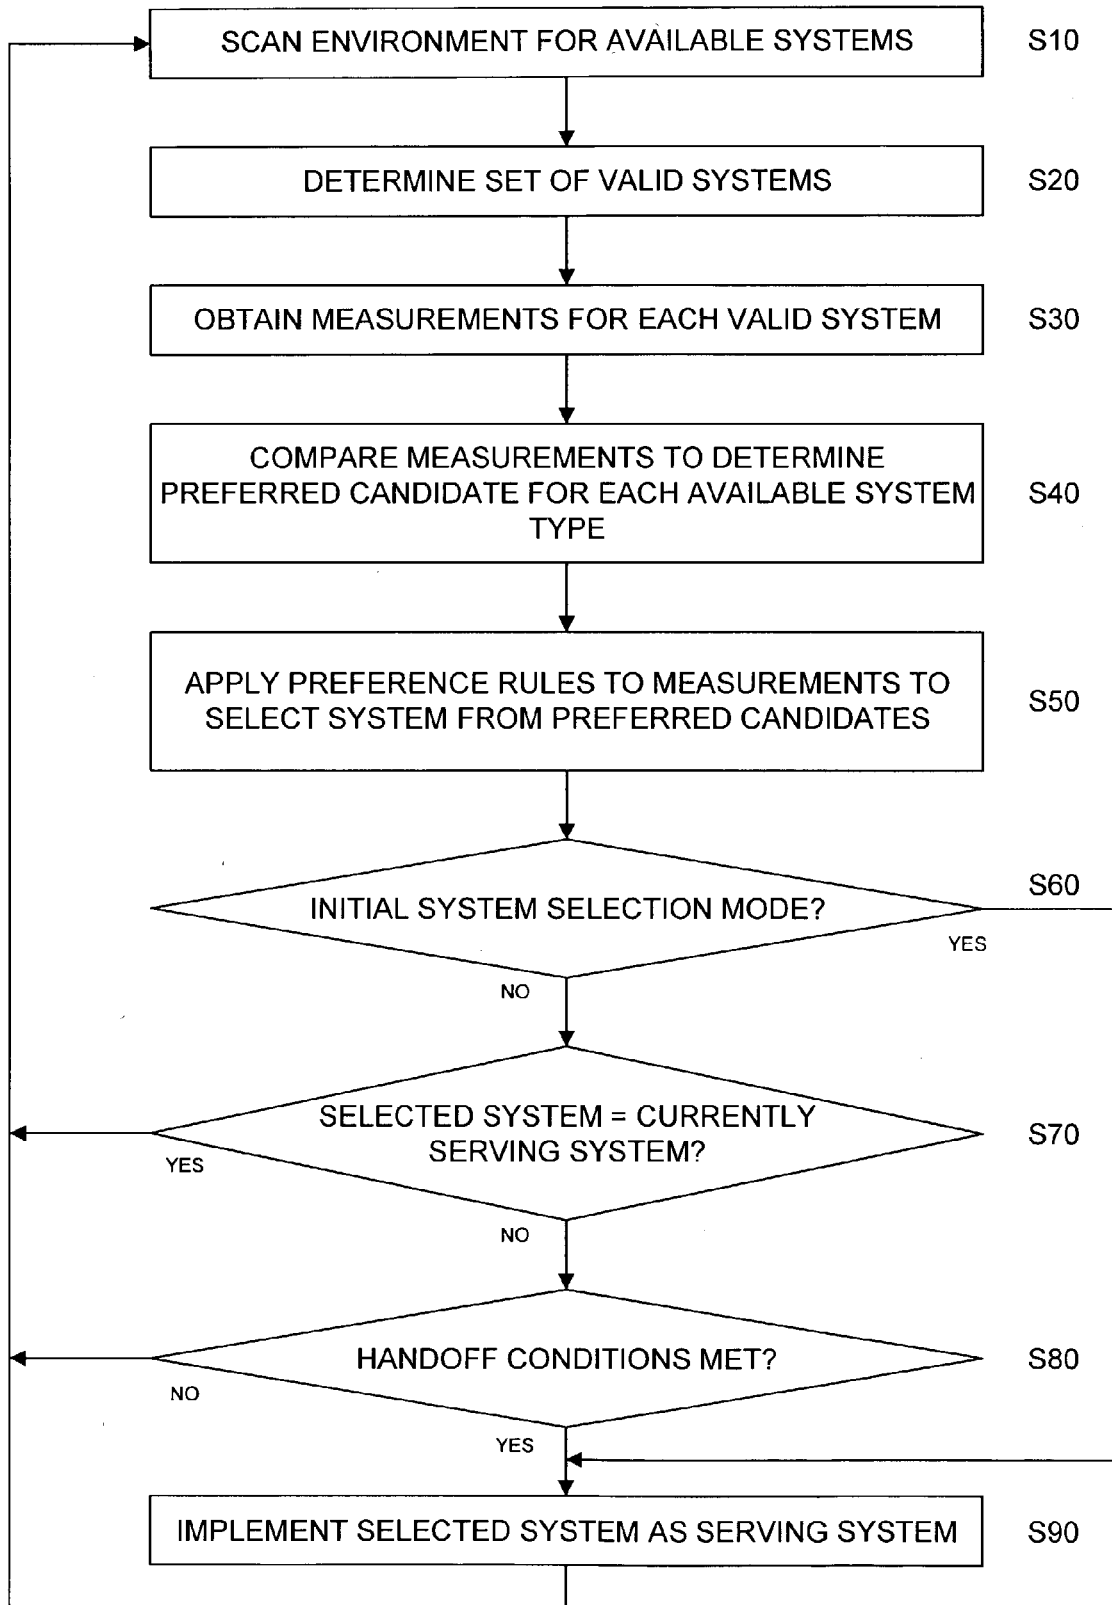 SCAN ENVIRONMENT FOR AVAILABLE SYSTEMS
S10
DETERMINE SET OF VALID SYSTEMS
S20
OBTAIN MEASUREMENTS FOR EACH VALID SYSTEM
S30
COMPARE MEASUREMENTS TO DETERMINE
PREFERRED CANDIDATE FOR EACH AVAILABLE SYSTEM
TYPE
S40
APPLY PREFERENCE RULES TO MEASUREMENTS TO
SELECT SYSTEM FROM PREFERRED CANDIDATES
S50
INITIAL SYSTEM SELECTION MODE?
S60
YES
NO
SELECTED SYSTEM = CURRENTLY
SERVING SYSTEM?
S70
YES
NO
HANDOFF CONDITIONS MET?
S80
NO
YES
IMPLEMENT SELECTED SYSTEM AS SERVING SYSTEM
S90